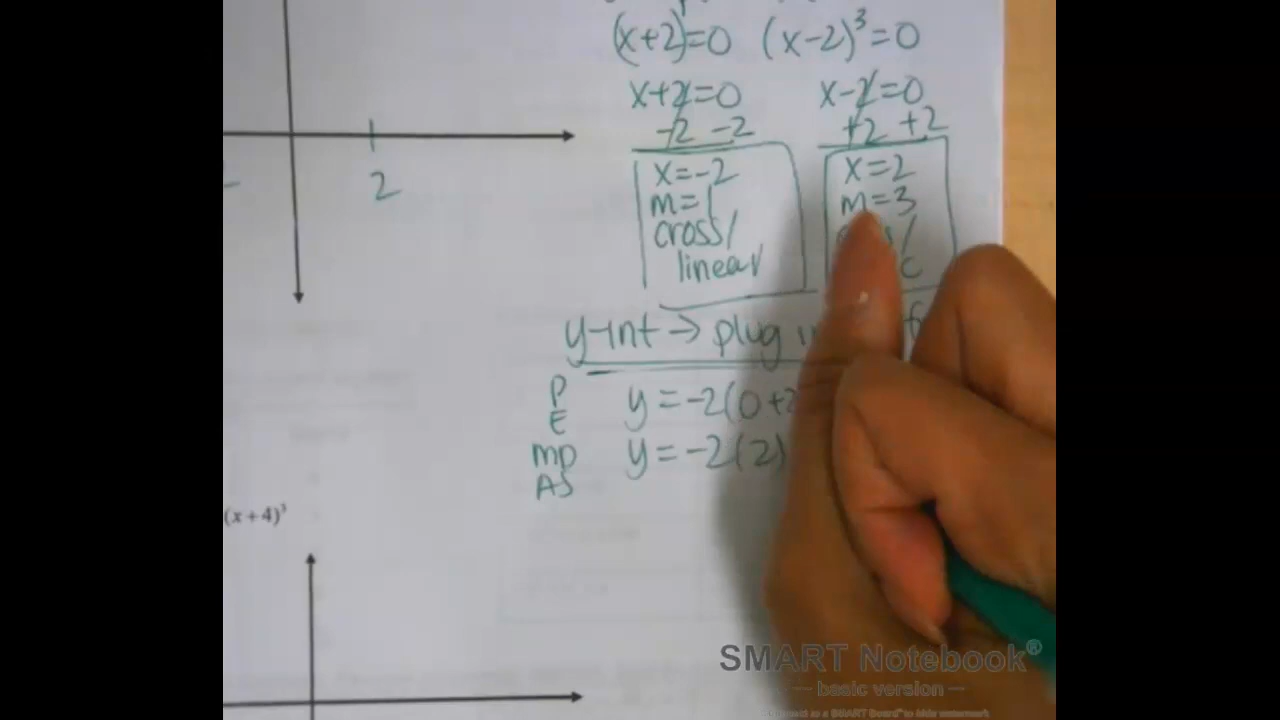 (x+2)=0 (x-2)³=0
x+2=0 x-2=0
-2 -2 +2 +2
x=-2 x=2
m=1 m=3
cross/
linear
2
y-int → plug
P y = -2(0+2
E
MD y = -2(2)
AS
(x+4)³
SMART Notebook®
— basic version —